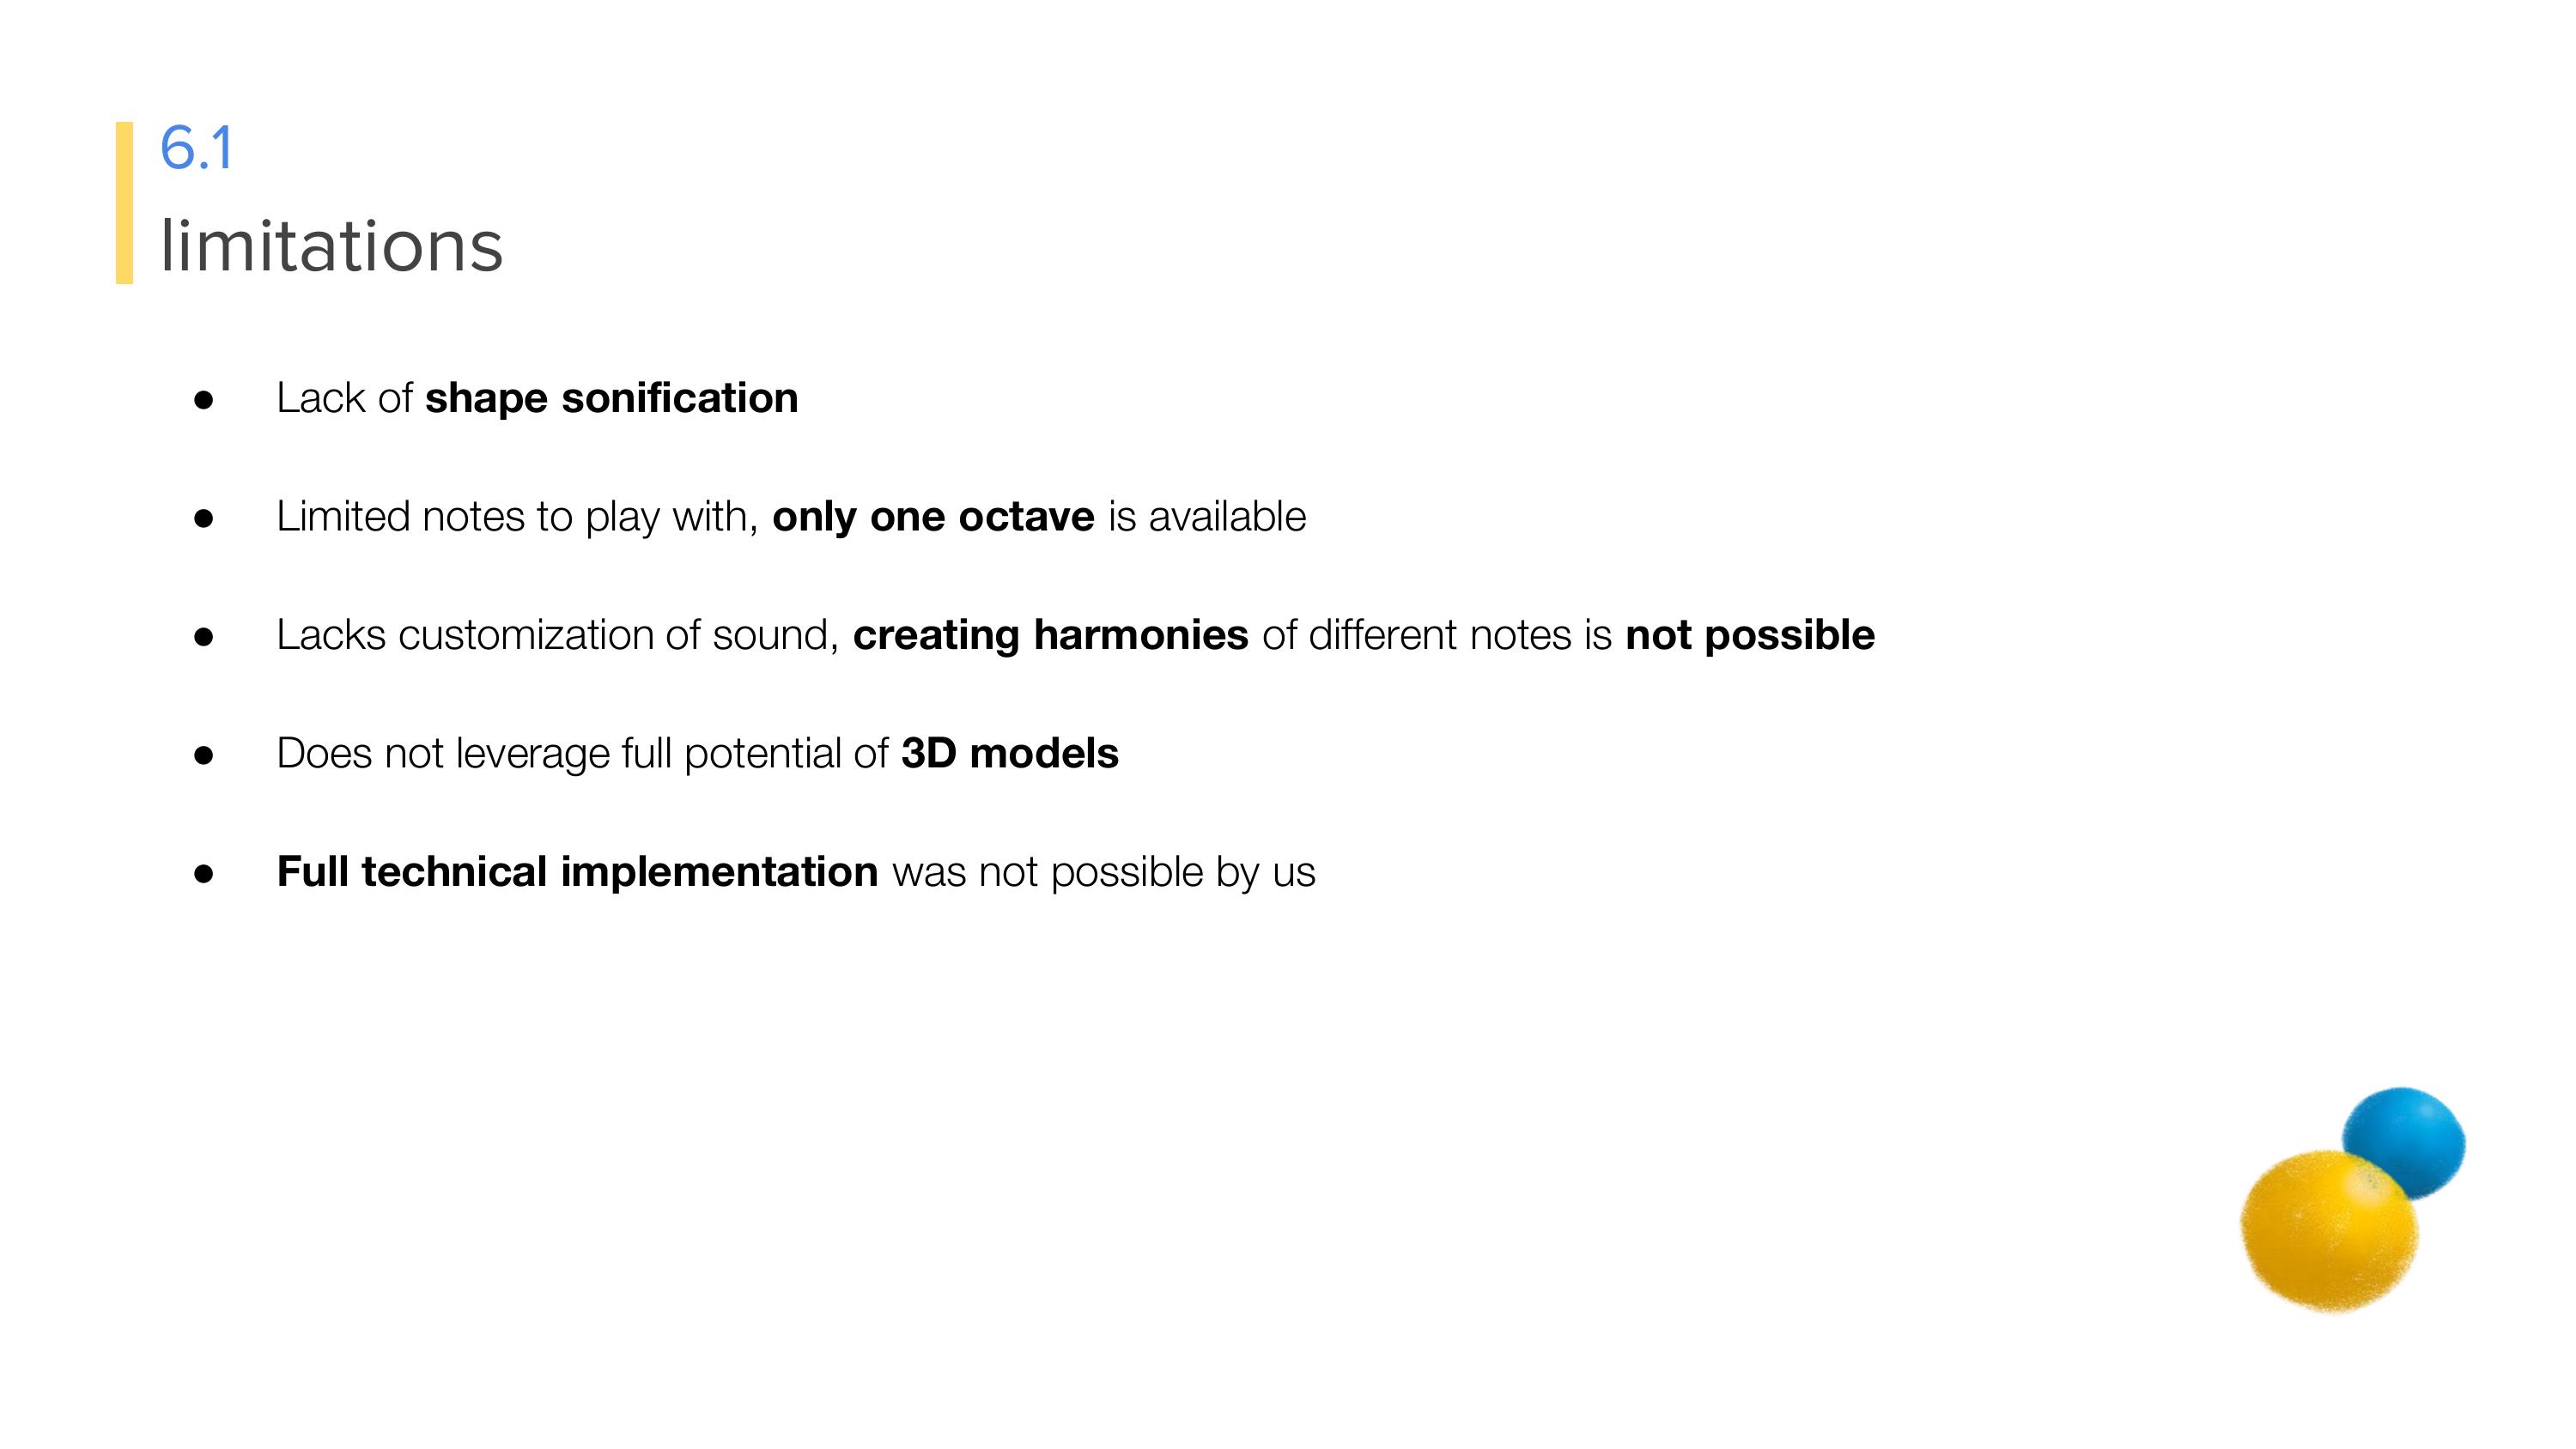 6.1
limitations
● Lack of shape sonification
● Limited notes to play with, only one octave is available
● Lacks customization of sound, creating harmonies of different notes is not possible
● Does not leverage full potential of 3D models
● Full technical implementation was not possible by us